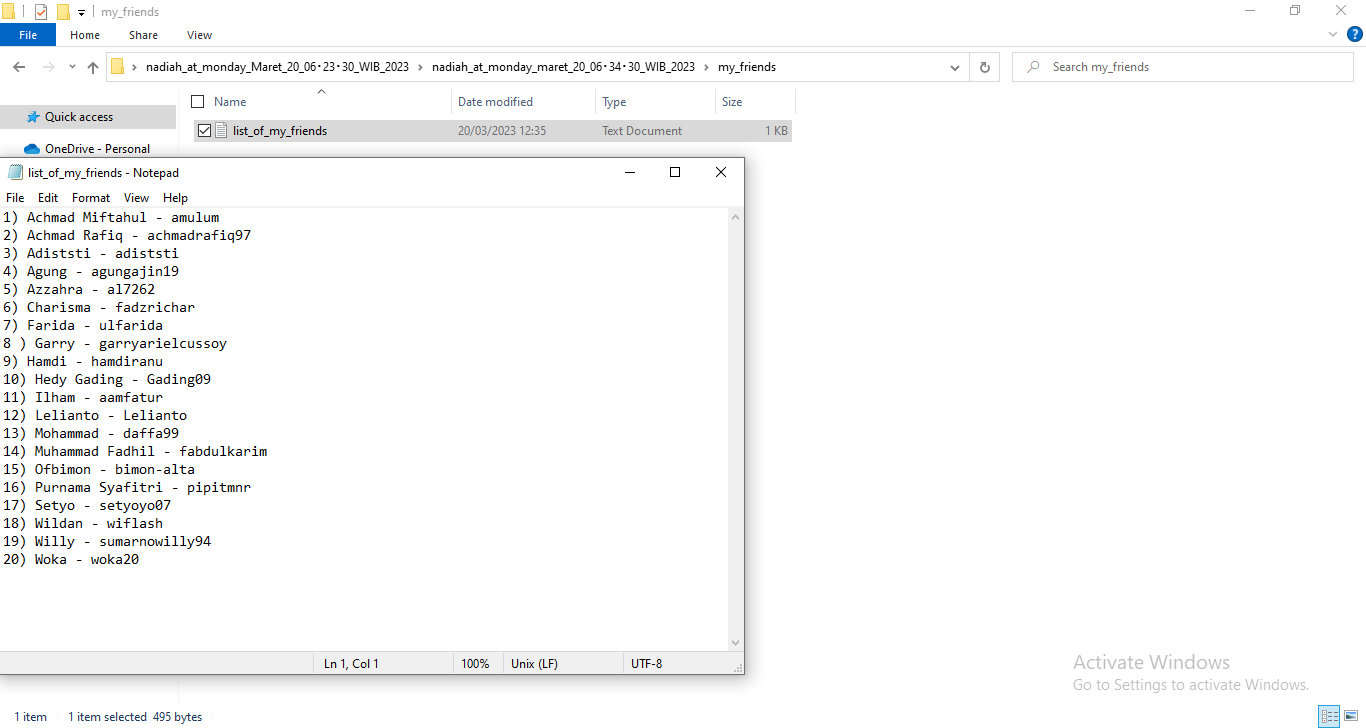 my_friends
File Home Share View
nadiah_at_monday_Maret_20_06•23•30_WIB_2023 › nadiah_at_monday_maret_20_06•34•30_WIB_2023 › my_friends
Search my_friends
Name Date modified Type Size
Quick access
list_of_my_friends 20/03/2023 12:35 Text Document 1 KB
OneDrive - Personal
list_of_my_friends - Notepad
File Edit Format View Help
1) Achmad Miftahul - amulum
2) Achmad Rafiq - achmadrafiq97
3) Adiststi - adiststi
4) Agung - agungajin19
5) Azzahra - al7262
6) Charisma - fadzrichar
7) Farida - ulfarida
8 ) Garry - garryarielcussoy
9) Hamdi - hamdiranu
10) Hedy Gading - Gading09
11) Ilham - aamfatur
12) Lelianto - Lelianto
13) Mohammad - daffa99
14) Muhammad Fadhil - fabdulkarim
15) Ofbimon - bimon-alta
16) Purnama Syafitri - pipitmnr
17) Setyo - setyoyo07
18) Wildan - wiflash
19) Willy - sumarnowilly94
20) Woka - woka20
Ln 1, Col 1 100% Unix (LF) UTF-8
Activate Windows
Go to Settings to activate Windows.
1 item 1 item selected 495 bytes